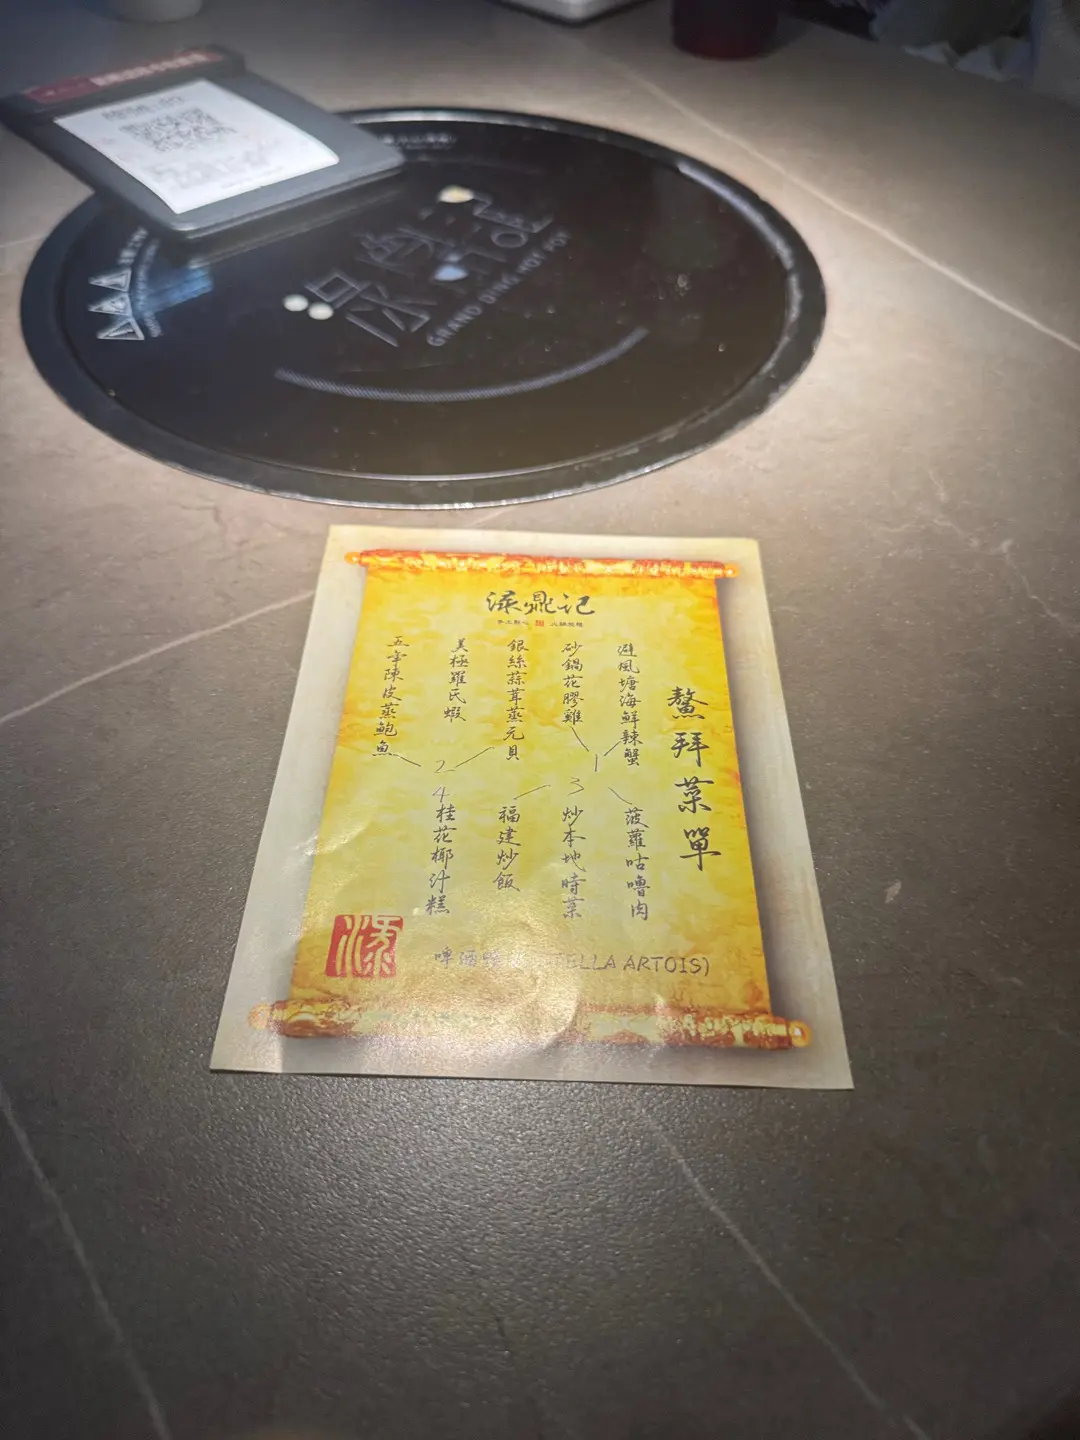 GRAND DING HOT POT
渌鼎记
鰲拜菜單
避風塘海鮮辣蟹
砂鍋花膠雞
銀絲蒜茸蒸元貝
美極羅氏蝦
五年陳皮蒸鮑魚
1
2
3
4
菠蘿咕嚕肉
炒本地時菜
福建炒飯
桂花椰汁糕
啤酒
ELLA ARTOIS)